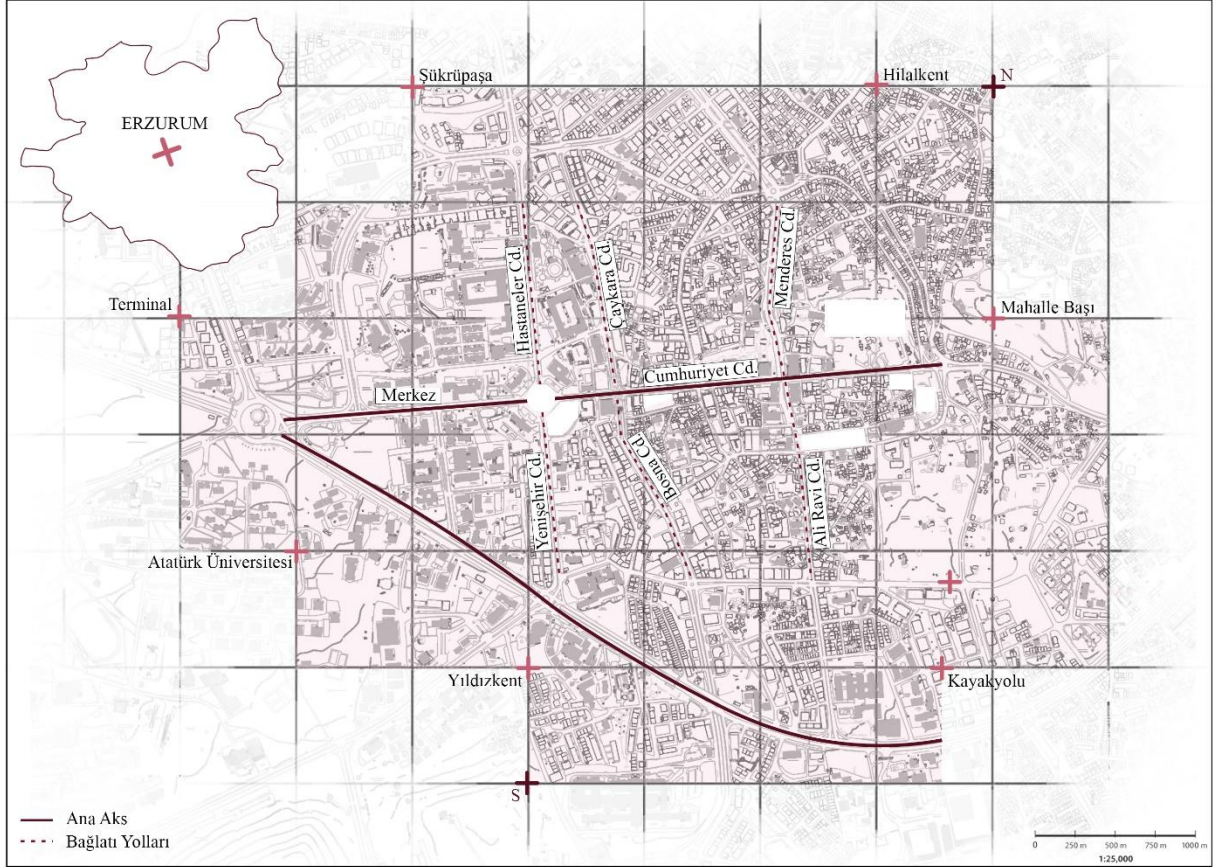 Şükrüpaşa
Hilalkent
N
ERZURUM
Terminal
Mahalle Başı
Hastaneler Cd.
Çaykara Cd.
Menderes Cd.
Merkez
Cumhuriyet Cd.
Yenişehir Cd.
Bosna Cd.
Ali Ravi Cd.
Atatürk Üniversitesi
Yıldızkent
Kayakyolu
S
Ana Aks
Bağlatı Yolları
0 250 m 500 m 750 m 1000 m
1:25,000